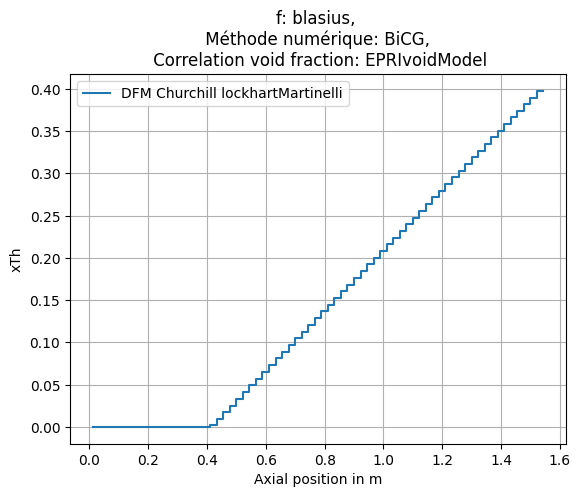 f: blasius,
Méthode numérique: BiCG,
Correlation void fraction: EPRIvoidModel
DFM Churchill lockhartMartinelli
0.40
0.35
0.30
0.25
0.20
0.15
0.10
0.05
0.00
xTh
0.0 0.2 0.4 0.6 0.8 1.0 1.2 1.4 1.6
Axial position in m